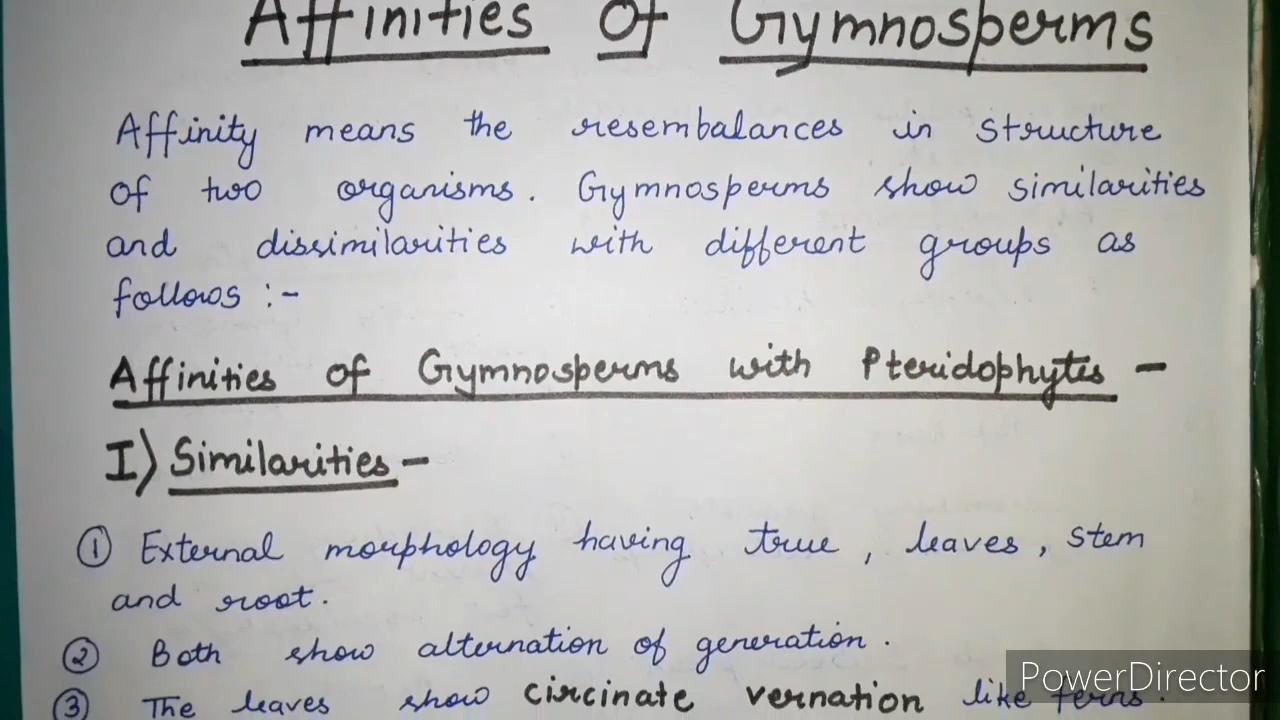 Affinities of Gymnosperms
Affinity means the resembalances in structure
of two organisms. Gymnosperms show similarities
and dissimilarities with different groups as
follows :-
Affinities of Gymnosperms with Pteridophytes -
I) Similarities -
① External morphology having true, leaves, stem
and root.
② Both show alternation of generation.
③ The leaves show circinate vernation like ferns.
PowerDirector